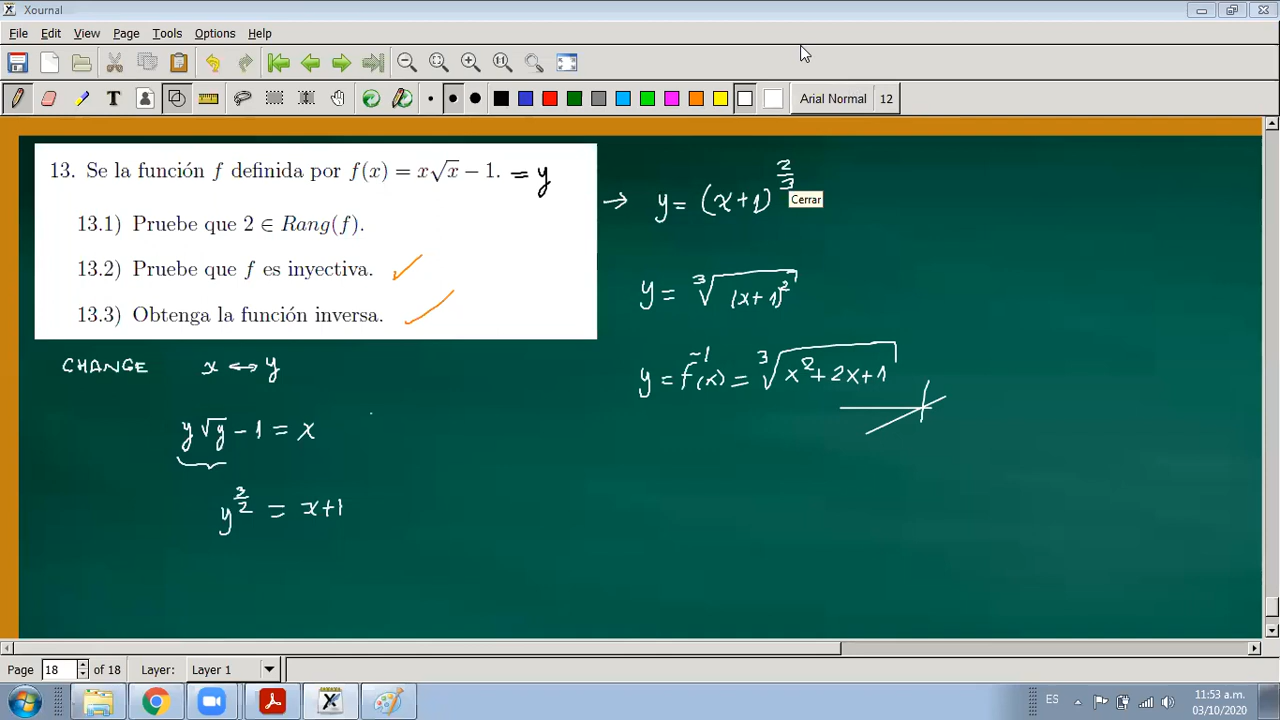 Xournal
File Edit View Page Tools Options Help
Arial Normal 12
13. Se la función f definida por f(x) = x√x − 1. = y
13.1) Pruebe que 2 ∈ Rang(f).
13.2) Pruebe que f es inyectiva. ✓
13.3) Obtenga la función inversa. ✓
CHANGE x ↔ y
y√y − 1 = x
y^(3/2) = x+1
→ y = (x+1)^(2/3)
Cerrar
y = ∛((x+1)²)
y = f⁻¹(x) = ∛(x²+2x+1)
Page 18 of 18 Layer: Layer 1
ES 11:53 a.m.
03/10/2020